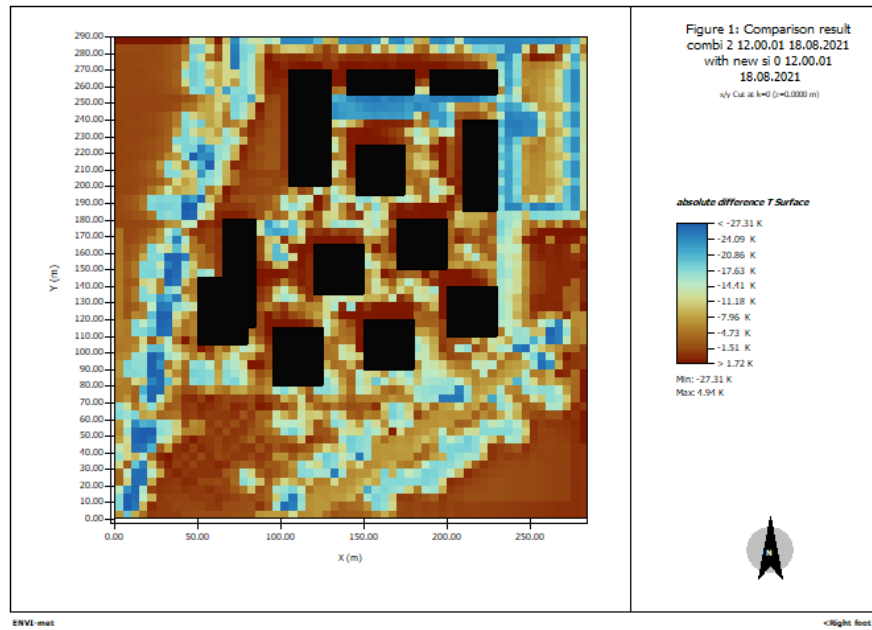 Figure 1: Comparison result
combi 2 12.00.01 18.08.2021
with new si 0 12.00.01
18.08.2021
x/y Cut at k=0 (z=0.0000 m)
absolute difference T Surface
< -27.31 K
-24.09 K
-20.86 K
-17.63 K
-14.41 K
-11.18 K
-7.96 K
-4.73 K
-1.51 K
> 1.72 K
Min: -27.31 K
Max: 4.94 K
N
290.00
280.00
270.00
260.00
250.00
240.00
230.00
220.00
210.00
200.00
190.00
180.00
170.00
160.00
150.00
140.00
130.00
120.00
110.00
100.00
90.00
80.00
70.00
60.00
50.00
40.00
30.00
20.00
10.00
0.00
Y (m)
0.00 50.00 100.00 150.00 200.00 250.00
X (m)
ENVI-met
<Right foot